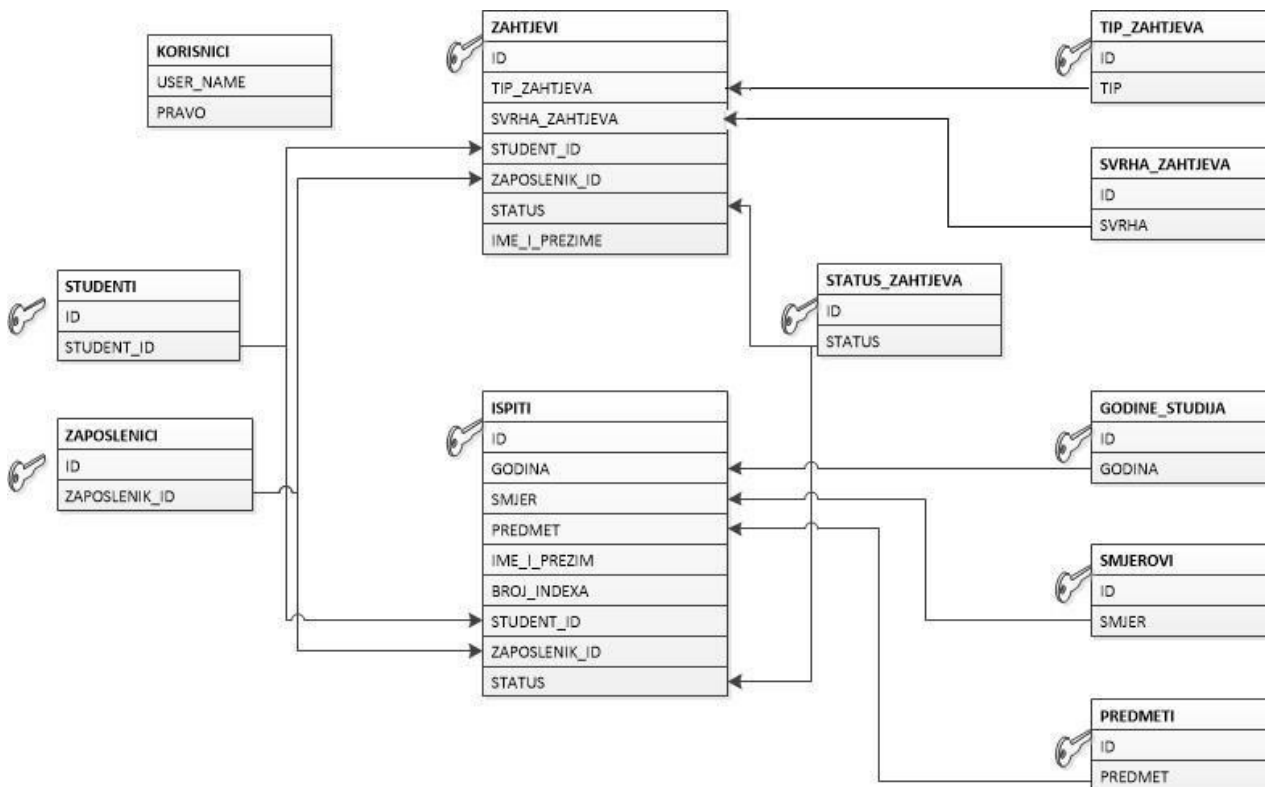 KORISNICI
USER_NAME
PRAVO
ZAHTJEVI
ID
TIP_ZAHTJEVA
SVRHA_ZAHTJEVA
STUDENT_ID
ZAPOSLENIK_ID
STATUS
IME_I_PREZIME
TIP_ZAHTJEVA
ID
TIP
SVRHA_ZAHTJEVA
ID
SVRHA
STUDENTI
ID
STUDENT_ID
STATUS_ZAHTJEVA
ID
STATUS
ZAPOSLENICI
ID
ZAPOSLENIK_ID
ISPITI
ID
GODINA
SMJER
PREDMET
IME_I_PREZIM
BROJ_INDEXA
STUDENT_ID
ZAPOSLENIK_ID
STATUS
GODINE_STUDIJA
ID
GODINA
SMJEROVI
ID
SMJER
PREDMETI
ID
PREDMET